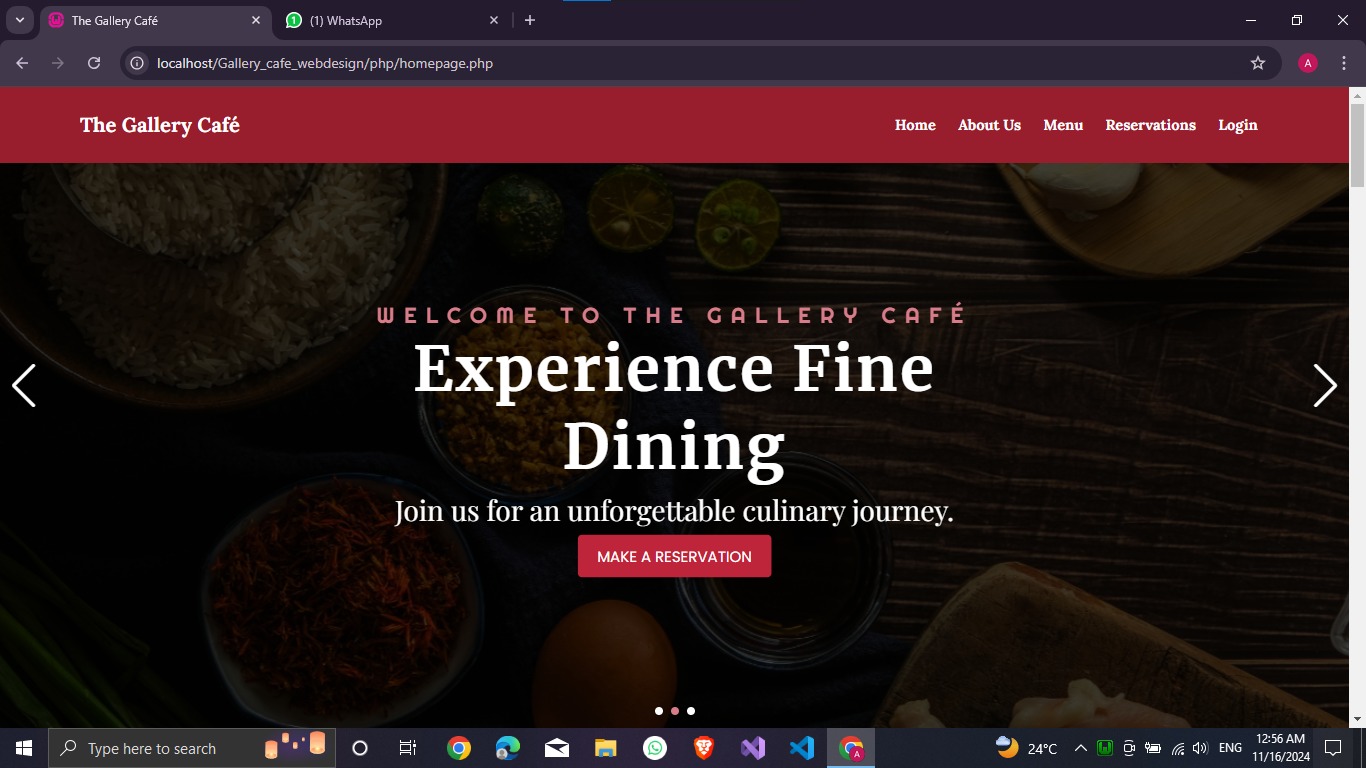 The Gallery Café
(1) WhatsApp
localhost/Gallery_cafe_webdesign/php/homepage.php
A
The Gallery Café
Home About Us Menu Reservations Login
WELCOME TO THE GALLERY CAFÉ
Experience Fine
Dining
Join us for an unforgettable culinary journey.
MAKE A RESERVATION
Type here to search
24°C
ENG
12:56 AM
11/16/2024